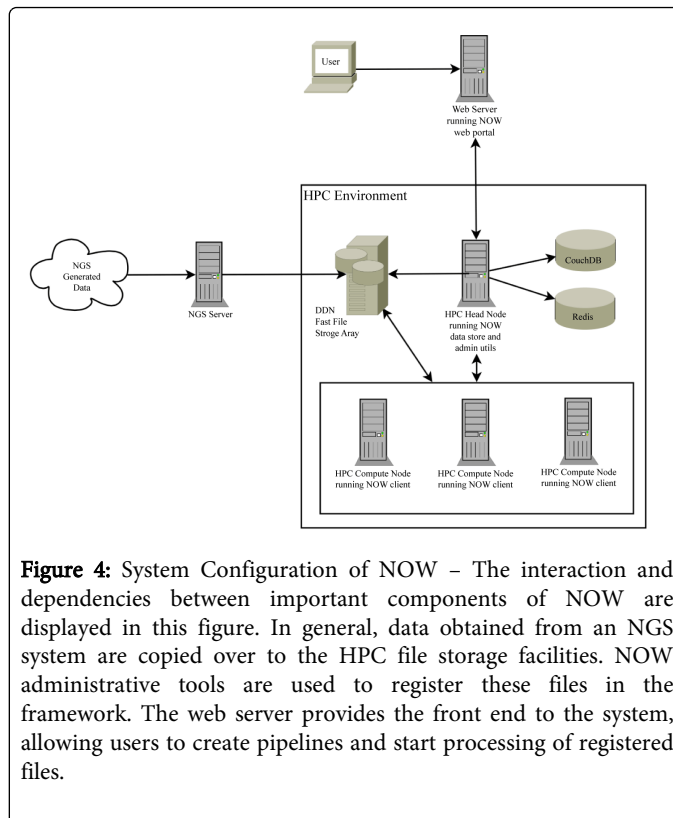 User
Web Server
running NOW
web portal
HPC Environment
NGS
Generated
Data
NGS Server
DDN
Fast File
Stroge Aray
HPC Head Node
running NOW
data store and
admin utils
CouchDB
Redis
HPC Compute Node
running NOW client
HPC Compute Node
running NOW client
HPC Compute Node
running NOW client
Figure 4: System Configuration of NOW – The interaction and
dependencies between important components of NOW are
displayed in this figure. In general, data obtained from an NGS
system are copied over to the HPC file storage facilities. NOW
administrative tools are used to register these files in the
framework. The web server provides the front end to the system,
allowing users to create pipelines and start processing of registered
files.